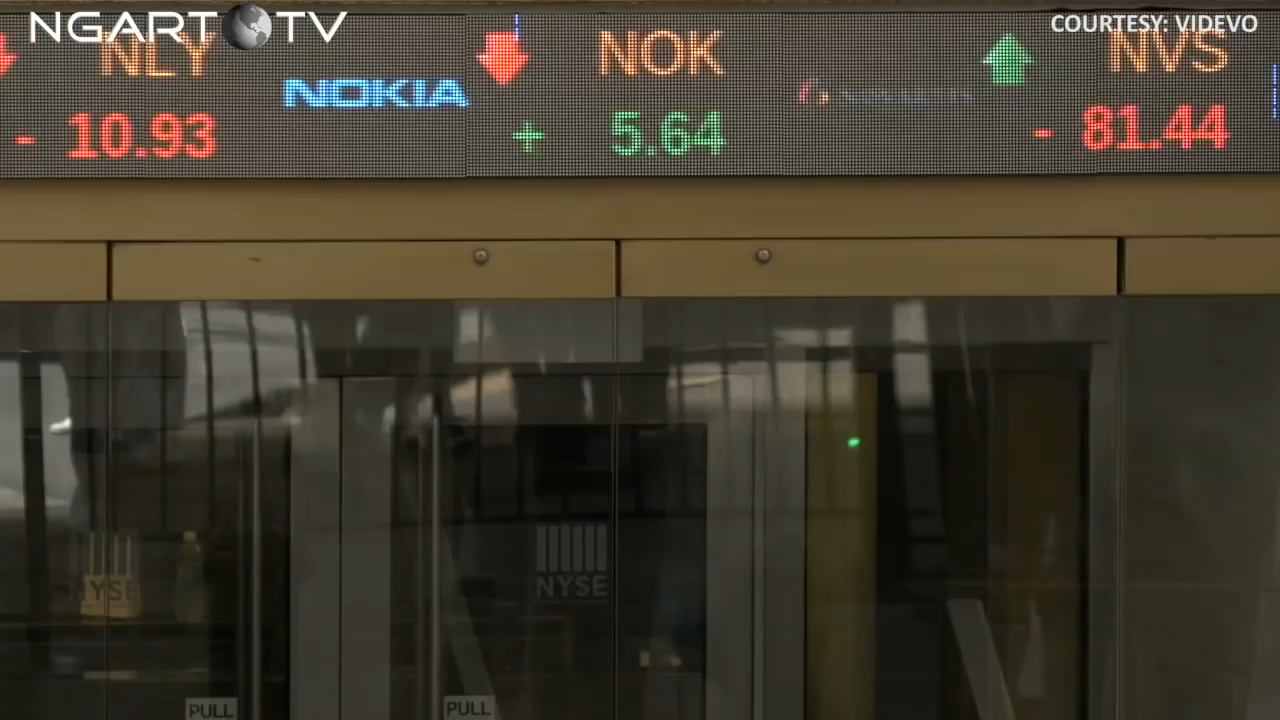 NGART TV
COURTESY: VIDEVO
NLY
NOKIA
NOK
NVS
- 10.93
+ 5.64
- 81.44
NYSE
NYSE
PULL
PULL